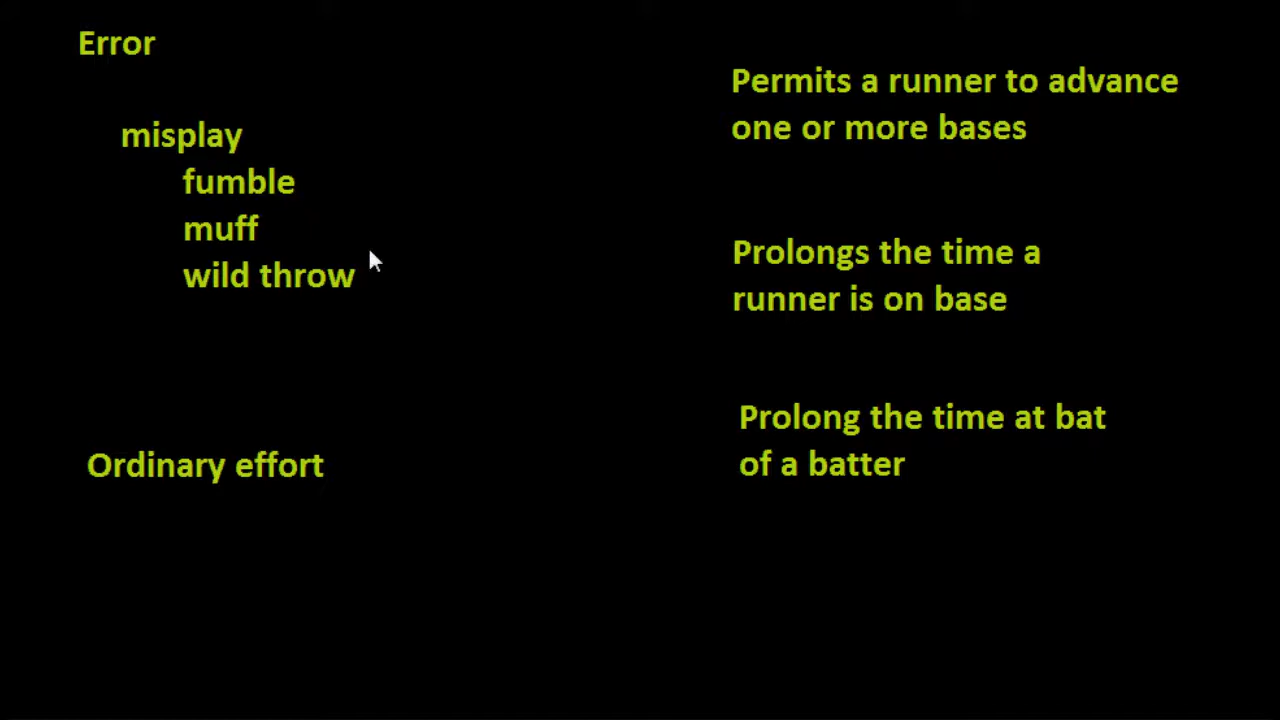 Error
misplay
fumble
muff
wild throw
Ordinary effort
Permits a runner to advance
one or more bases
Prolongs the time a
runner is on base
Prolong the time at bat
of a batter